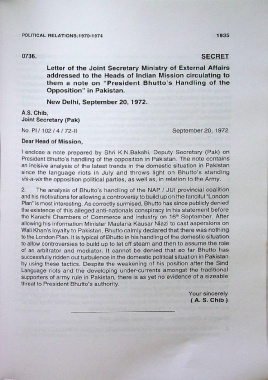 POLITICAL RELATIONS:1970-1974 1835
0736. SECRET
Letter of the Joint Secretary Ministry of External Affairs
addressed to the Heads of Indian Mission circulating to
them a note on "President Bhutto's Handling of the
Opposition" in Pakistan.
New Delhi, September 20, 1972.
A.S. Chib,
Joint Secretary (Pak)
No. PI / 102 / 4 / 72-II September 20, 1972
Dear Head of Mission,
I enclose a note prepared by Shri K.N.Bakshi, Deputy Secretary (Pak) on
President Bhutto's handling of the opposition in Pakistan. The note contains
an incisive analysis of the latest trends in the domestic situation in Pakistan
since the language riots in July and throws light on Bhutto's standing
vis-a-vis the opposition political parties, as well as, in relation to the Army.
2. The analysis of Bhutto's handling of the NAP / JUI provincial coalition
and his motivations for allowing a controversy to build up on the fanciful "London
Plan" is most interesting. As correctly surmised, Bhutto has since publicly denied
the existence of this alleged anti-nationals conspiracy in his statement before
the Karachi Chambers of Commerce and Industry on 16th September. After
allowing his Information Minister Maulana Kausar Niazi to cast aspersions on
Wali Khan's loyalty to Pakistan, Bhutto calmly declared that there was nothing
to the London Plan. It is typical of Bhutto in his handling of the domestic situation
to allow controversies to build up to let off steam and then to assume the role
of an arbitrator and mediator. It cannot be denied that so far Bhutto has
successfully ridden out turbulence in the domestic political situation in Pakistan
by using these tactics. Despite the weakening of his position after the Sind
Language riots and the developing under-currents amongst the traditional
supporters of army rule in Pakistan, there is as yet no evidence of a sizeable
threat to President Bhutto's authority.
Your sincerely
( A. S. Chib )